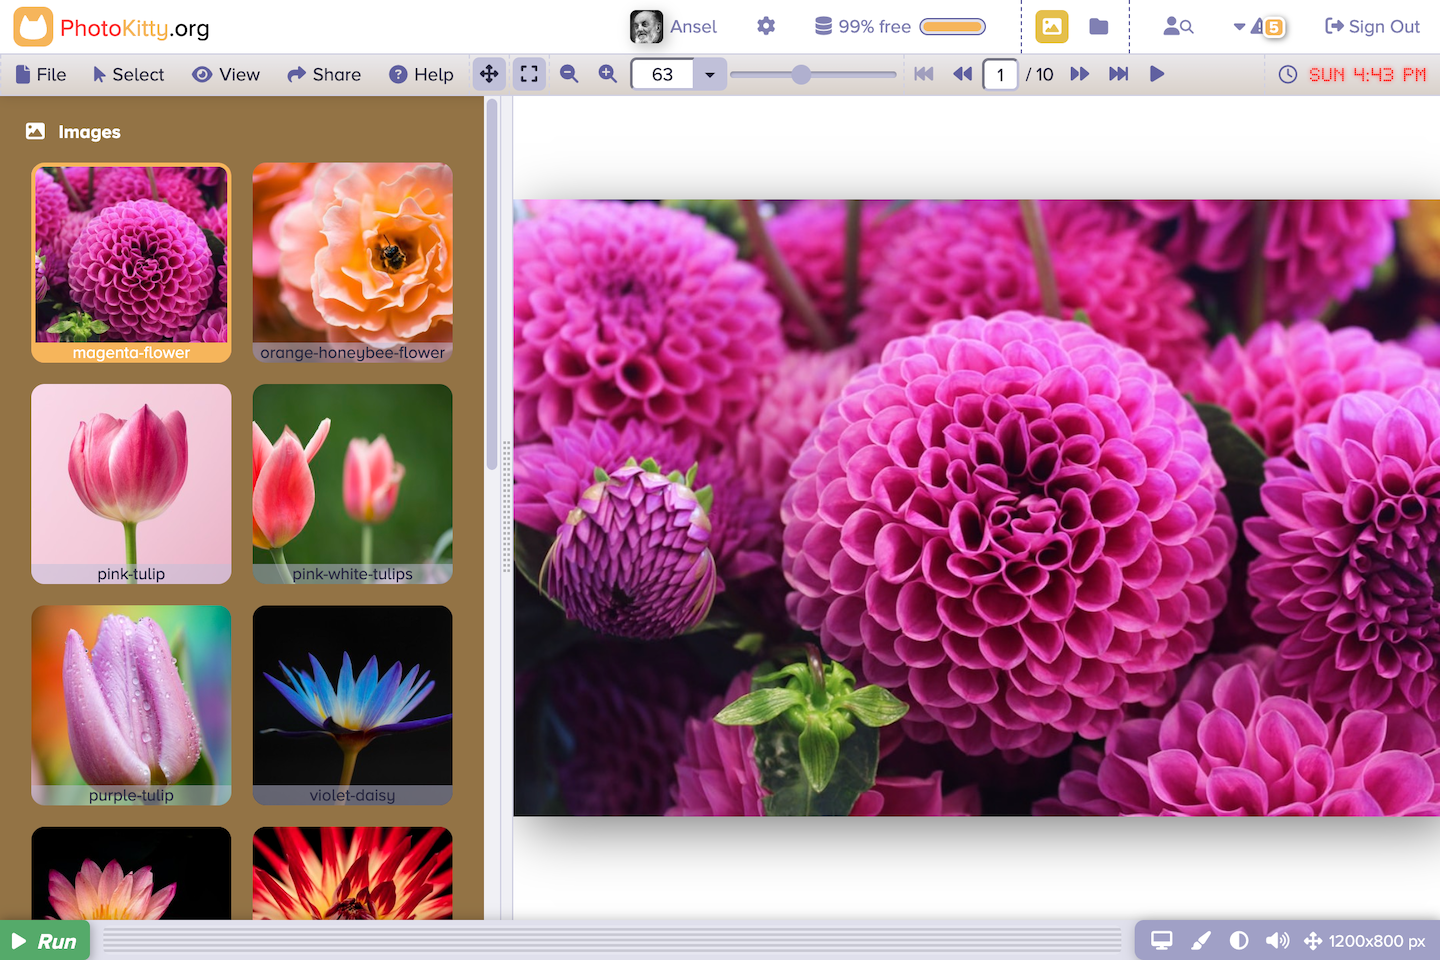 PhotoKitty.org
Ansel
99% free
5
Sign Out
File
Select
View
Share
Help
63
1
/ 10
SUN 4:43 PM
Images
magenta-flower
orange-honeybee-flower
pink-tulip
pink-white-tulips
purple-tulip
violet-daisy
Run
1200x800 px